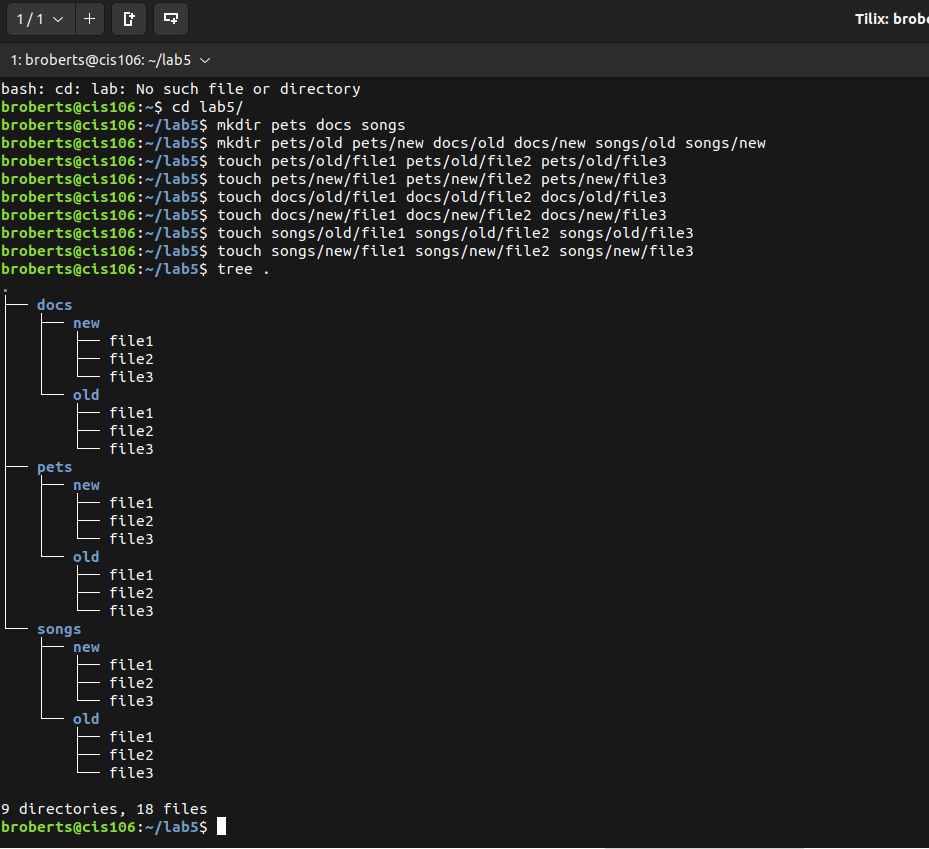 1 / 1
Tilix: brobe
1: broberts@cis106: ~/lab5
bash: cd: lab: No such file or directory
broberts@cis106:~$ cd lab5/
broberts@cis106:~/lab5$ mkdir pets docs songs
broberts@cis106:~/lab5$ mkdir pets/old pets/new docs/old docs/new songs/old songs/new
broberts@cis106:~/lab5$ touch pets/old/file1 pets/old/file2 pets/old/file3
broberts@cis106:~/lab5$ touch pets/new/file1 pets/new/file2 pets/new/file3
broberts@cis106:~/lab5$ touch docs/old/file1 docs/old/file2 docs/old/file3
broberts@cis106:~/lab5$ touch docs/new/file1 docs/new/file2 docs/new/file3
broberts@cis106:~/lab5$ touch songs/old/file1 songs/old/file2 songs/old/file3
broberts@cis106:~/lab5$ touch songs/new/file1 songs/new/file2 songs/new/file3
broberts@cis106:~/lab5$ tree .
.
├── docs
│   ├── new
│   │   ├── file1
│   │   ├── file2
│   │   └── file3
│   └── old
│       ├── file1
│       ├── file2
│       └── file3
├── pets
│   ├── new
│   │   ├── file1
│   │   ├── file2
│   │   └── file3
│   └── old
│       ├── file1
│       ├── file2
│       └── file3
└── songs
    ├── new
    │   ├── file1
    │   ├── file2
    │   └── file3
    └── old
        ├── file1
        ├── file2
        └── file3
9 directories, 18 files
broberts@cis106:~/lab5$